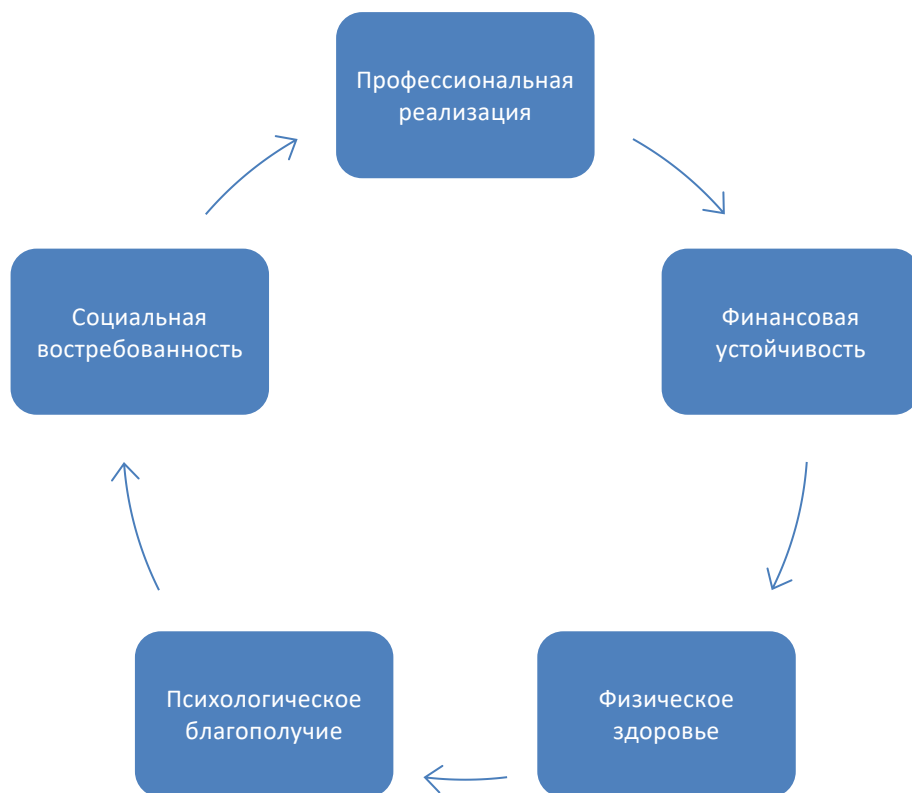 Профессиональная
реализация
Финансовая
устойчивость
Физическое
здоровье
Психологическое
благополучие
Социальная
востребованность